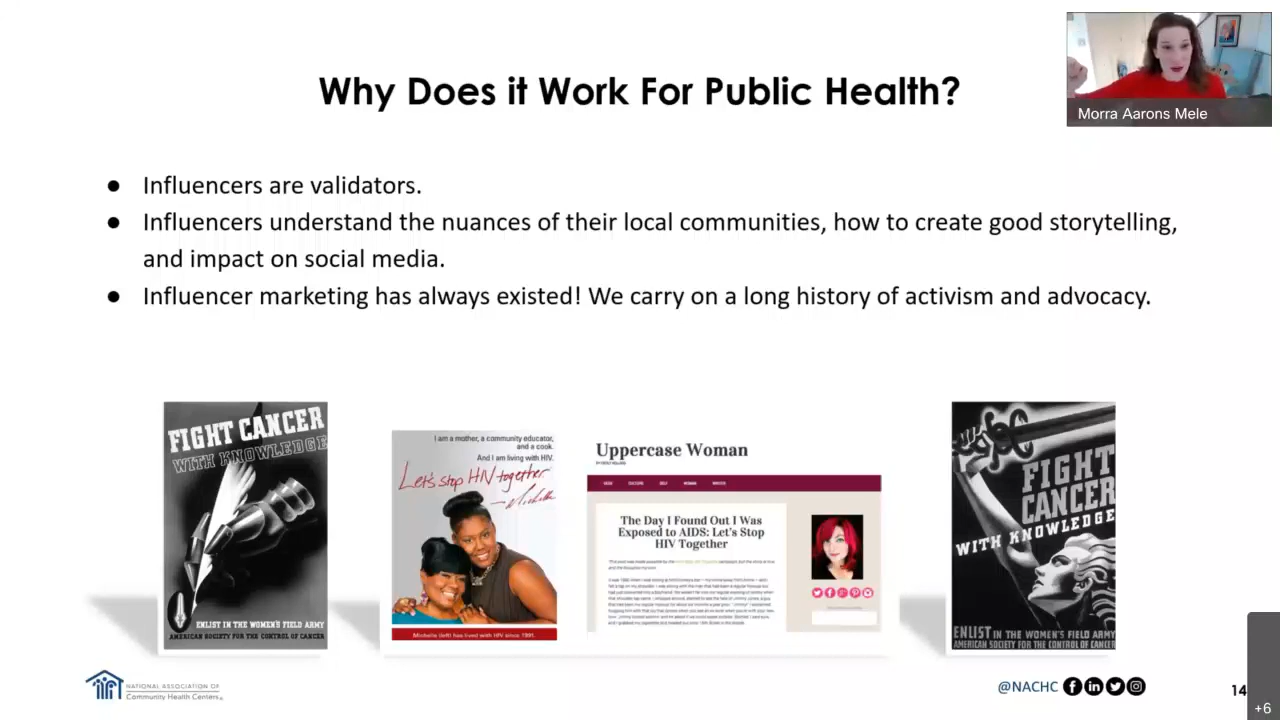 Why Does it Work For Public Health?
Morra Aarons Mele
● Influencers are validators.
● Influencers understand the nuances of their local communities, how to create good storytelling,
and impact on social media.
● Influencer marketing has always existed! We carry on a long history of activism and advocacy.
FIGHT CANCER
WITH KNOWLEDGE
ENLIST IN THE WOMEN'S FIELD ARMY
AMERICAN SOCIETY FOR THE CONTROL OF CANCER
I am a mother, a community educator,
and a cook.
And I am living with HIV.
Let's stop HIV together
- Michelle
Michelle (left) has lived with HIV since 1991.
Uppercase Woman
The Day I Found Out I Was
Exposed to AIDS: Let's Stop
HIV Together
FIGHT
CANCER
WITH KNOWLEDGE
ENLIST IN THE WOMEN'S FIELD ARMY
AMERICAN SOCIETY FOR THE CONTROL OF CANCER
NATIONAL ASSOCIATION OF
Community Health Centers
@NACHC
14
+6